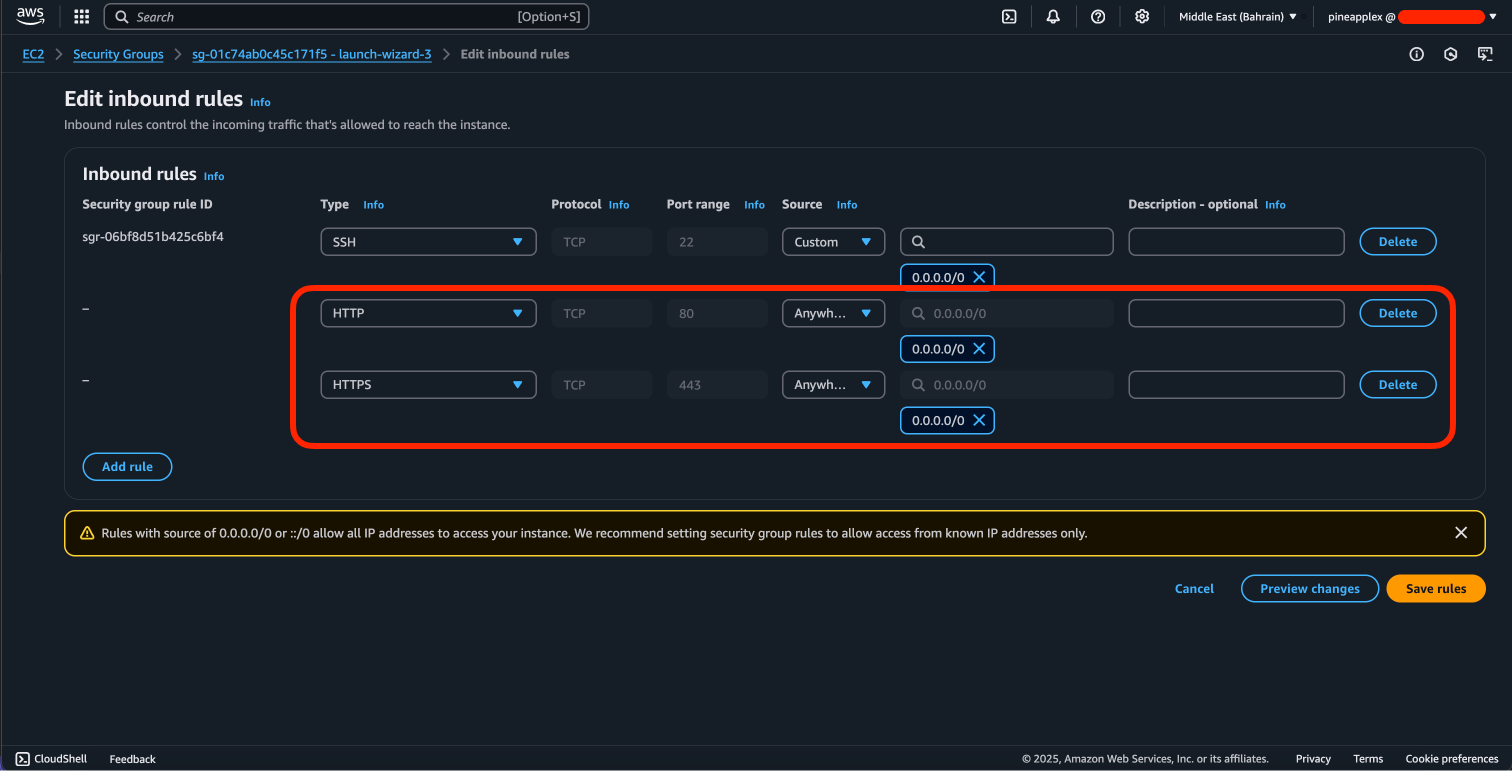 aws
Search [Option+S]
Middle East (Bahrain)
pineapplex @
EC2 > Security Groups > sg-01c74ab0c45c171f5 - launch-wizard-3 > Edit inbound rules
Edit inbound rules Info
Inbound rules control the incoming traffic that's allowed to reach the instance.
Inbound rules Info
Security group rule ID Type Info Protocol Info Port range Info Source Info Description - optional Info
sgr-06bf8d51b425c6bf4 SSH TCP 22 Custom Delete
0.0.0.0/0
– HTTP TCP 80 Anywh... 0.0.0.0/0 Delete
0.0.0.0/0
– HTTPS TCP 443 Anywh... 0.0.0.0/0 Delete
0.0.0.0/0
Add rule
Rules with source of 0.0.0.0/0 or ::/0 allow all IP addresses to access your instance. We recommend setting security group rules to allow access from known IP addresses only.
Cancel Preview changes Save rules
CloudShell Feedback © 2025, Amazon Web Services, Inc. or its affiliates. Privacy Terms Cookie preferences